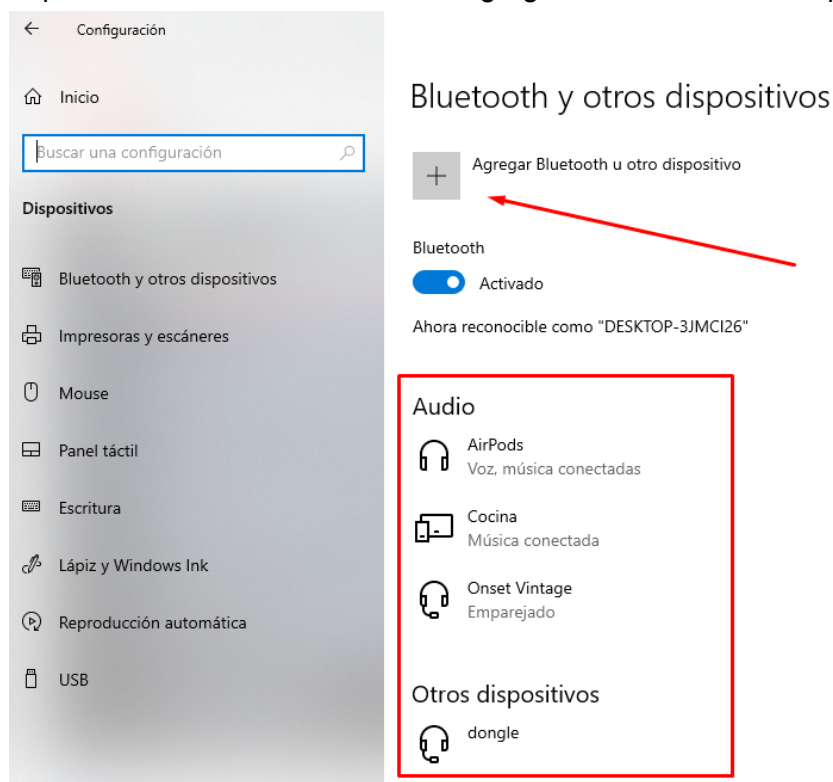 Configuración
Inicio
Buscar una configuración
Dispositivos
Bluetooth y otros dispositivos
Impresoras y escáneres
Mouse
Panel táctil
Escritura
Lápiz y Windows Ink
Reproducción automática
USB
Bluetooth y otros dispositivos
Agregar Bluetooth u otro dispositivo
Bluetooth
Activado
Ahora reconocible como "DESKTOP-3JMCI26"
Audio
AirPods
Voz, música conectadas
Cocina
Música conectada
Onset Vintage
Emparejado
Otros dispositivos
dongle